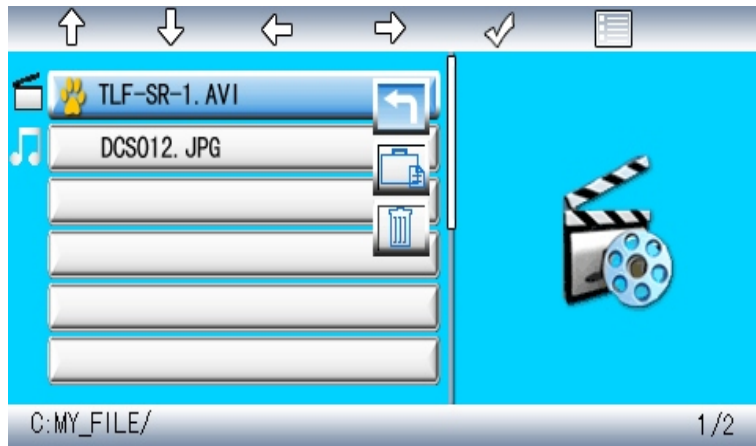 TLF-SR-1. AVI
DCS012. JPG
C:MY_FILE/
1/2